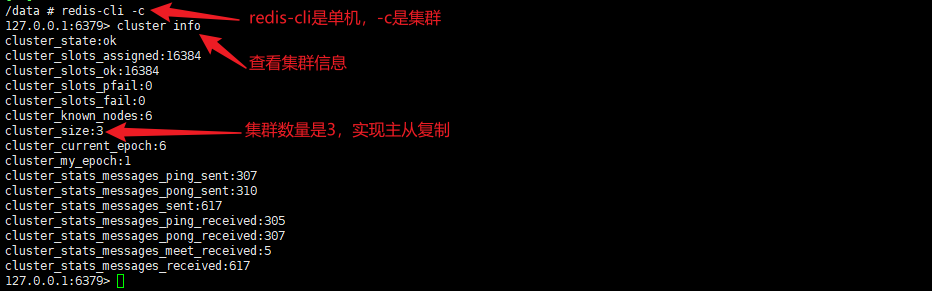 /data # redis-cli -c
redis-cli是单机，-c是集群
127.0.0.1:6379> cluster info
cluster_state:ok
cluster_slots_assigned:16384
查看集群信息
cluster_slots_ok:16384
cluster_slots_pfail:0
cluster_slots_fail:0
cluster_known_nodes:6
cluster_size:3
集群数量是3，实现主从复制
cluster_current_epoch:6
cluster_my_epoch:1
cluster_stats_messages_ping_sent:307
cluster_stats_messages_pong_sent:310
cluster_stats_messages_sent:617
cluster_stats_messages_ping_received:305
cluster_stats_messages_pong_received:307
cluster_stats_messages_meet_received:5
cluster_stats_messages_received:617
127.0.0.1:6379>